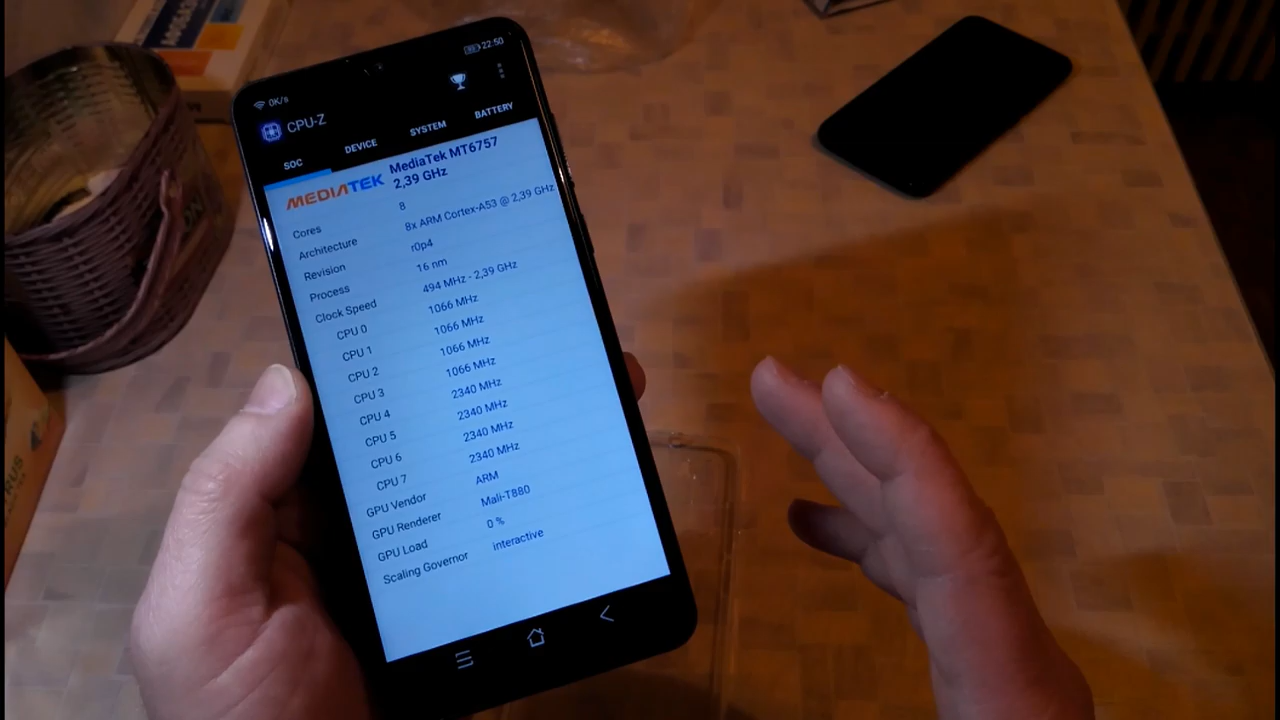 22:50
0K/s
CPU-Z
SOC DEVICE SYSTEM BATTERY
MEDIATEK
MediaTek MT6757
2,39 GHz
Cores 8
Architecture 8x ARM Cortex-A53 @ 2,39 GHz
Revision r0p4
Process 16 nm
Clock Speed 494 MHz - 2,39 GHz
CPU 0 1066 MHz
CPU 1 1066 MHz
CPU 2 1066 MHz
CPU 3 1066 MHz
CPU 4 2340 MHz
CPU 5 2340 MHz
CPU 6 2340 MHz
CPU 7 2340 MHz
GPU Vendor ARM
GPU Renderer Mali-T880
GPU Load 0 %
Scaling Governor interactive